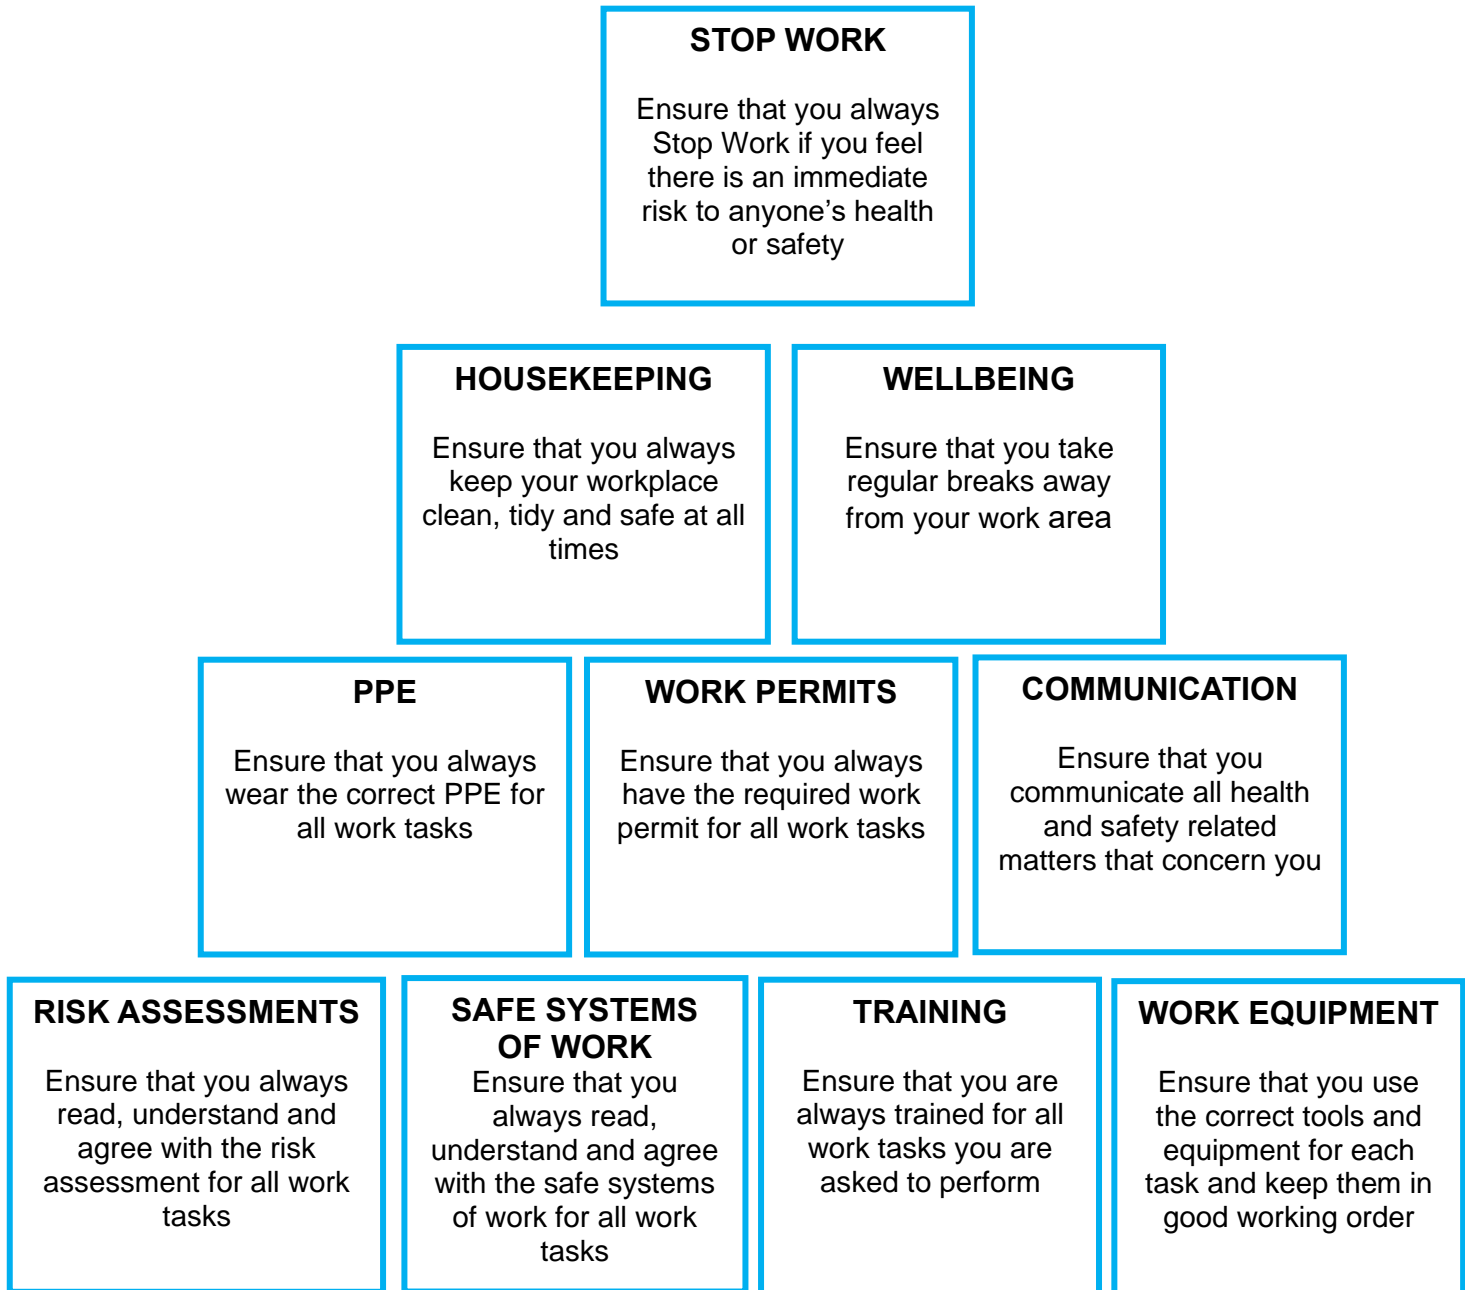 STOP WORK
Ensure that you always
Stop Work if you feel
there is an immediate
risk to anyone’s health
or safety
HOUSEKEEPING
Ensure that you always
keep your workplace
clean, tidy and safe at all
times
WELLBEING
Ensure that you take
regular breaks away
from your work area
PPE
Ensure that you always
wear the correct PPE for
all work tasks
WORK PERMITS
Ensure that you always
have the required work
permit for all work tasks
COMMUNICATION
Ensure that you
communicate all health
and safety related
matters that concern you
RISK ASSESSMENTS
Ensure that you always
read, understand and
agree with the risk
assessment for all work
tasks
SAFE SYSTEMS
OF WORK
Ensure that you
always read,
understand and agree
with the safe systems
of work for all work
tasks
TRAINING
Ensure that you are
always trained for all
work tasks you are
asked to perform
WORK EQUIPMENT
Ensure that you use
the correct tools and
equipment for each
task and keep them in
good working order